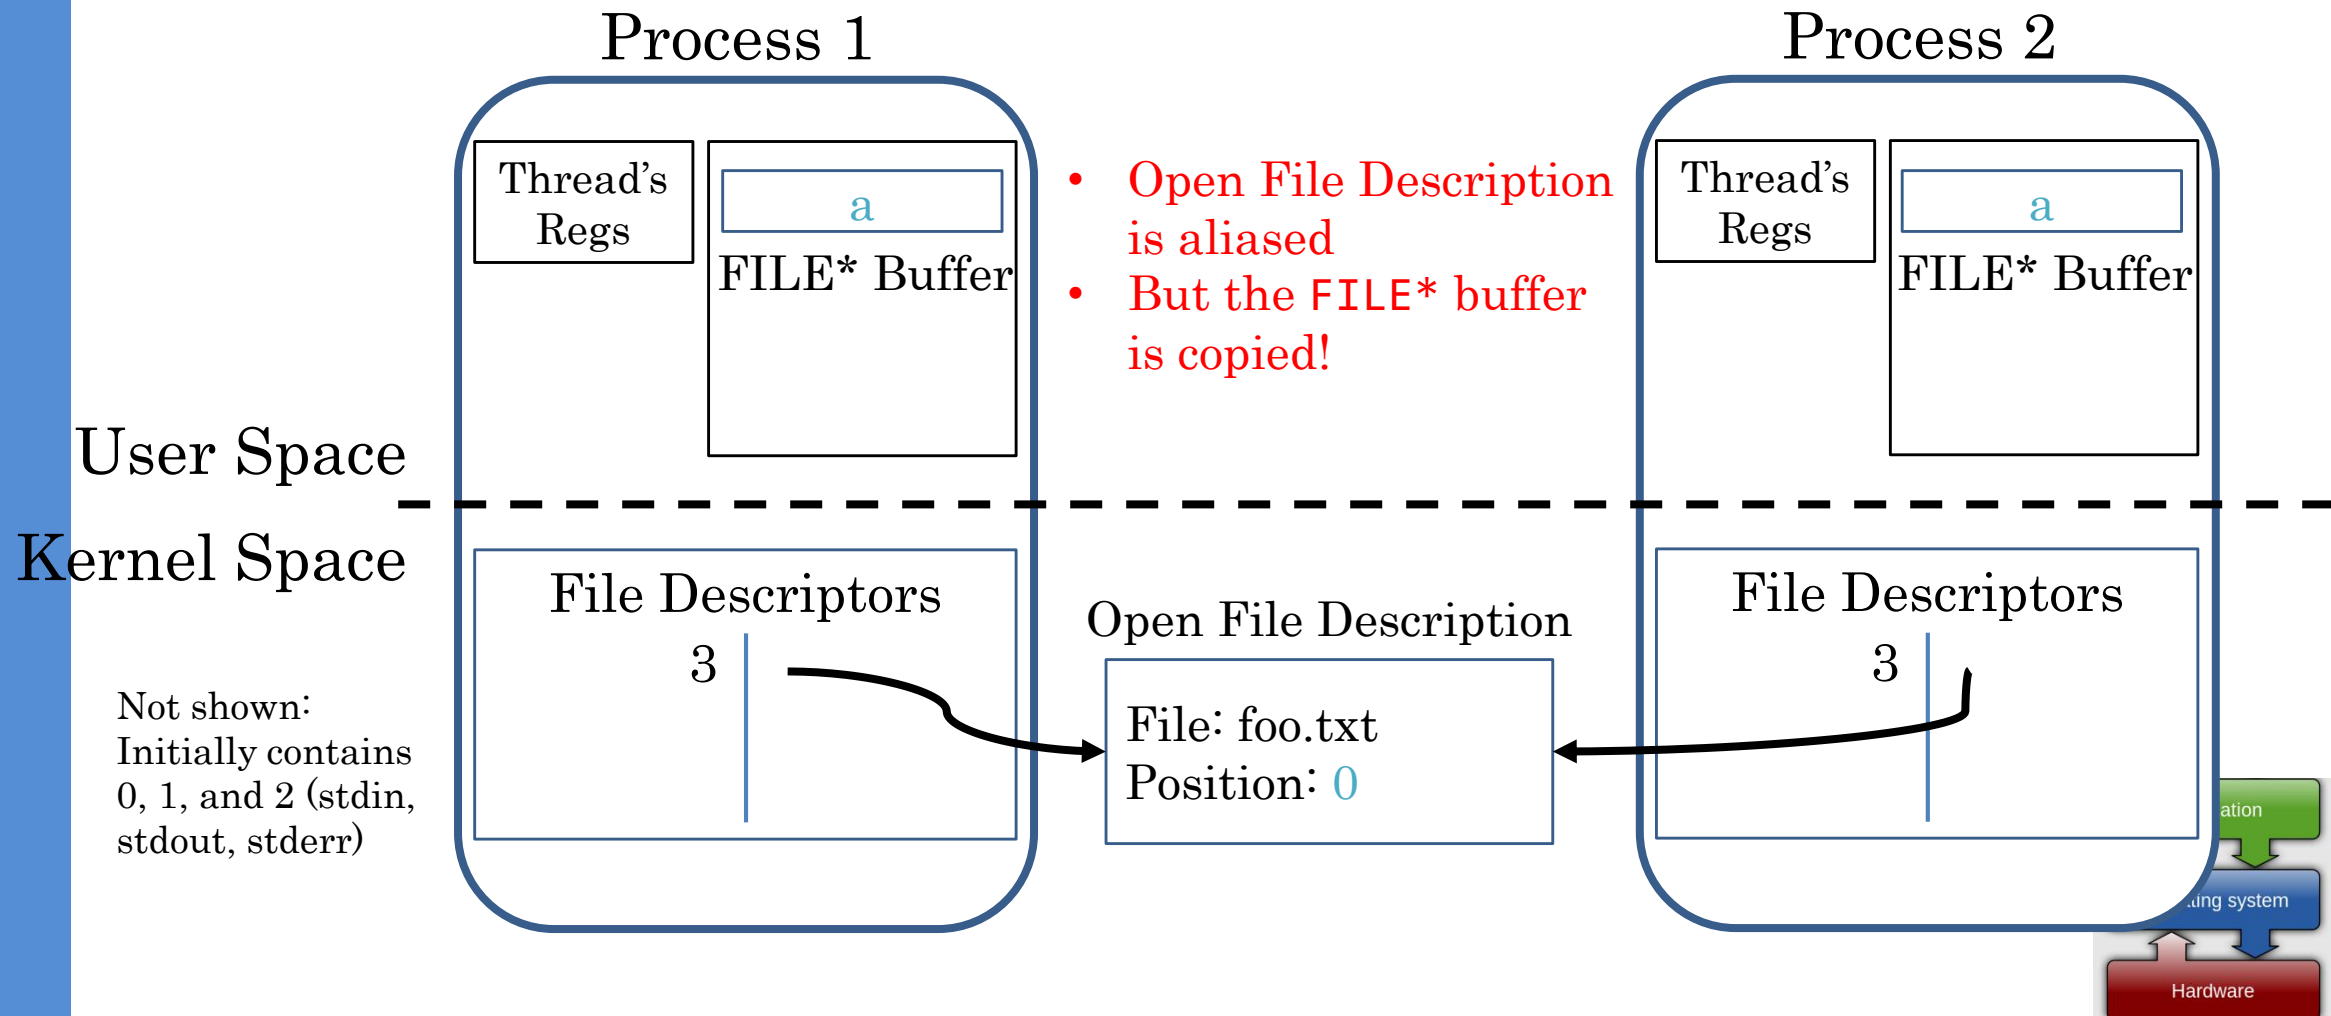 Process 1
Process 2
Thread's
Regs
a
FILE* Buffer
• Open File Description
is aliased
• But the FILE* buffer
is copied!
Thread's
Regs
a
FILE* Buffer
User Space
Kernel Space
File Descriptors
3
Open File Description
File: foo.txt
Position: 0
File Descriptors
3
Not shown:
Initially contains
0, 1, and 2 (stdin,
stdout, stderr)
system
Hardware